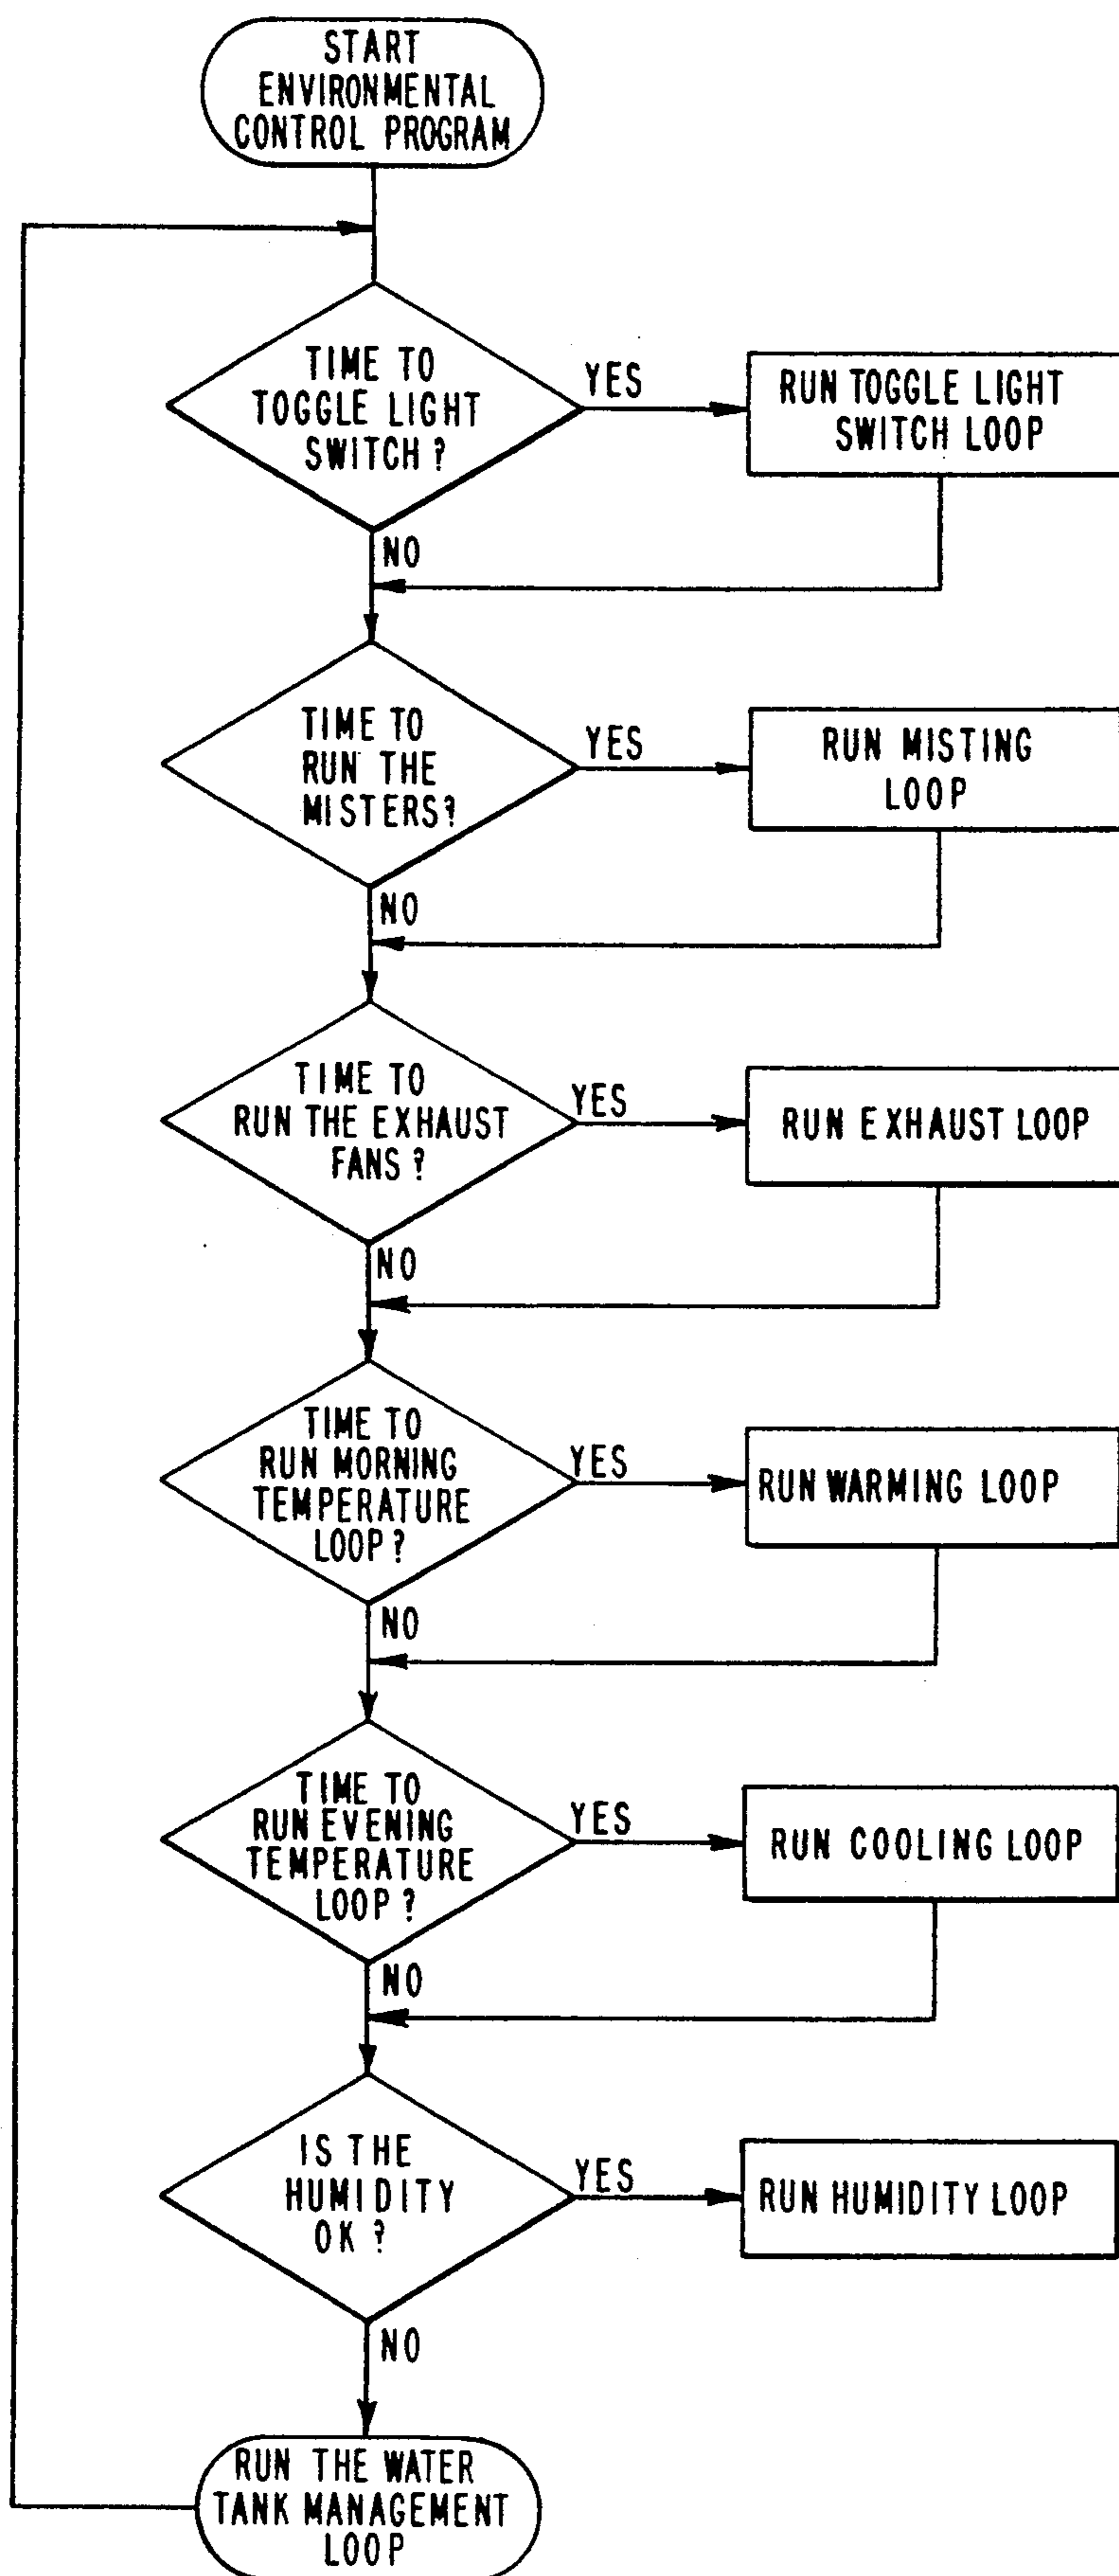 START
ENVIRONMENTAL
CONTROL PROGRAM
TIME TO
TOGGLE LIGHT
SWITCH?
YES
RUN TOGGLE LIGHT
SWITCH LOOP
NO
TIME TO
RUN THE
MISTERS?
YES
RUN MISTING
LOOP
NO
TIME TO
RUN THE EXHAUST
FANS?
YES
RUN EXHAUST LOOP
NO
TIME TO
RUN MORNING
TEMPERATURE
LOOP?
YES
RUN WARMING LOOP
NO
TIME TO
RUN EVENING
TEMPERATURE
LOOP?
YES
RUN COOLING LOOP
NO
IS THE
HUMIDITY
OK?
YES
RUN HUMIDITY LOOP
NO
RUN THE WATER
TANK MANAGEMENT
LOOP